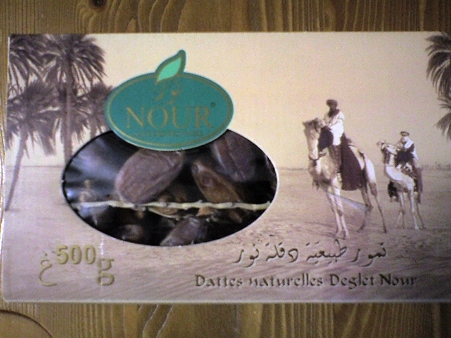 NOUR
500g
غ
تمور طبيعية دقلة نور
Dattes naturelles Deglet Nour